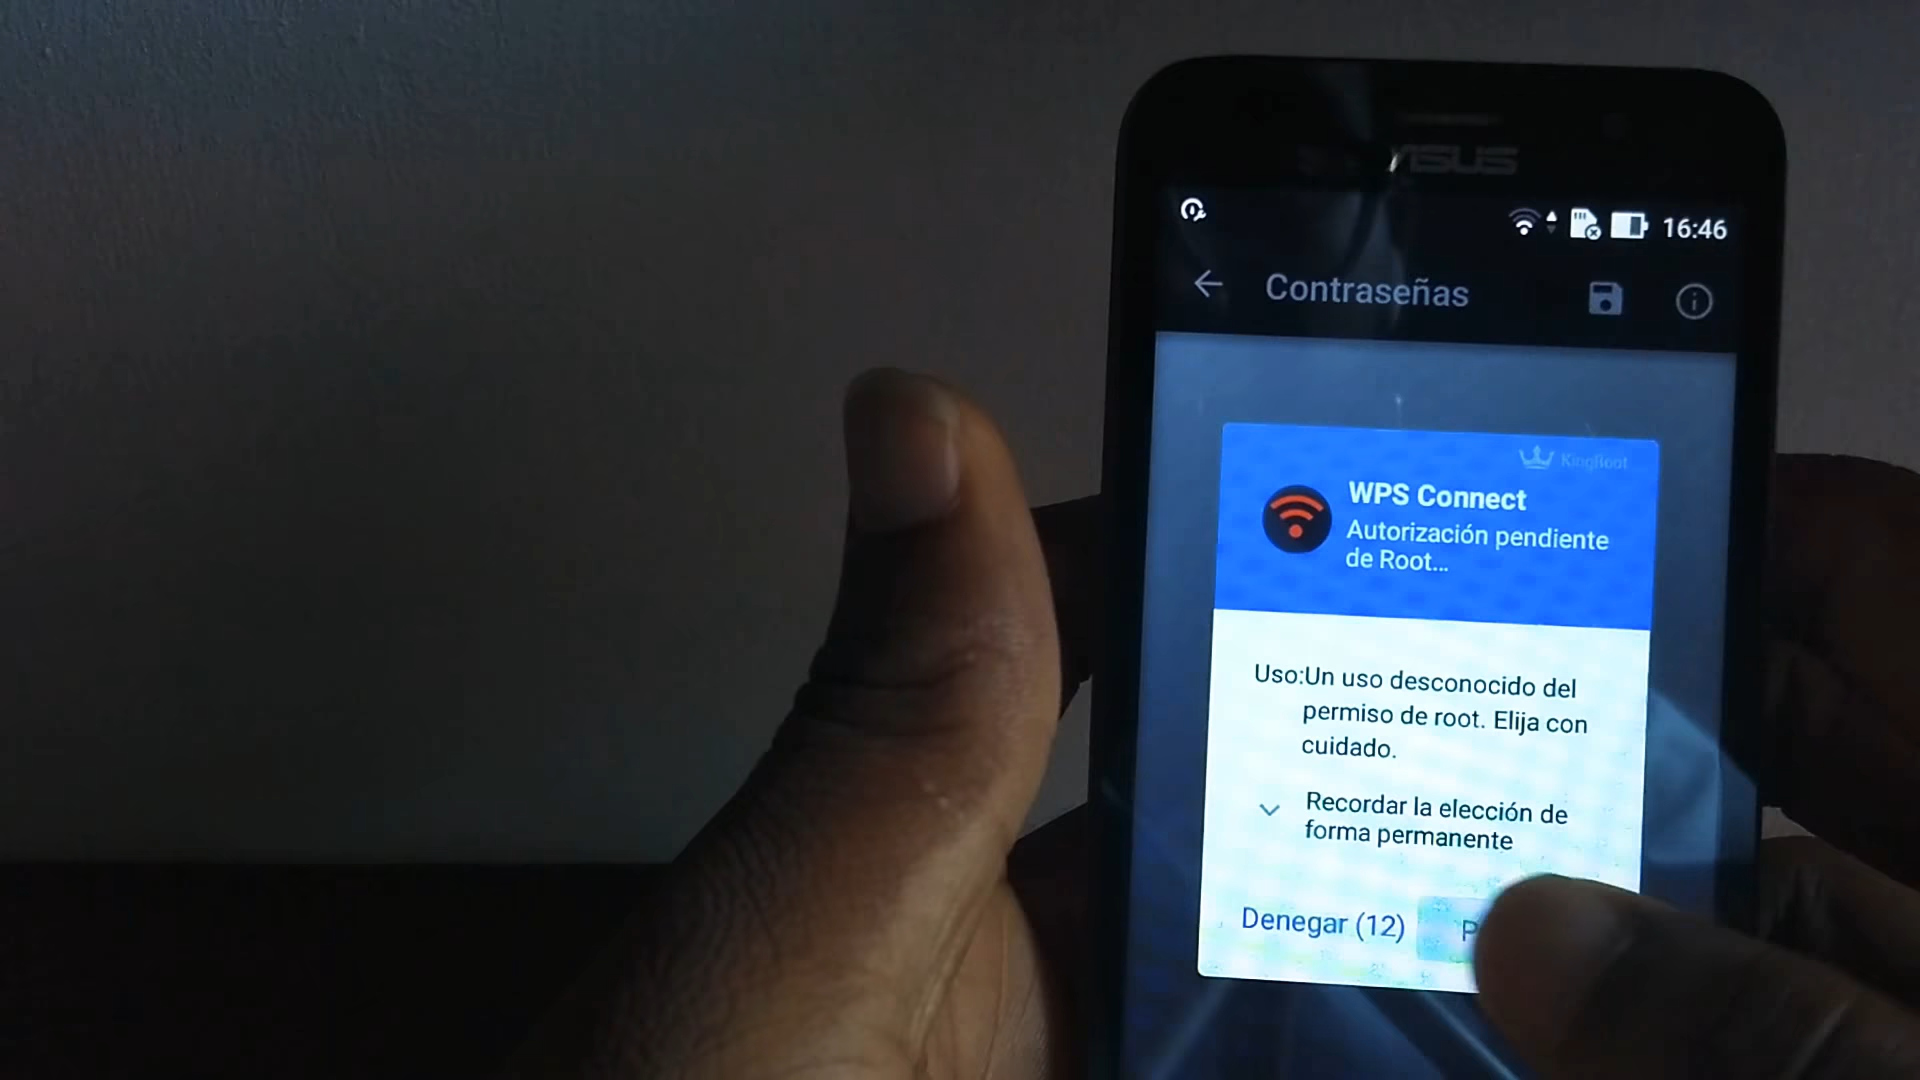 ASUS
16:46
Contraseñas
KingRoot
WPS Connect
Autorización pendiente
de Root...
Uso:Un uso desconocido del
permiso de root. Elija con
cuidado.
Recordar la elección de
forma permanente
Denegar (12)